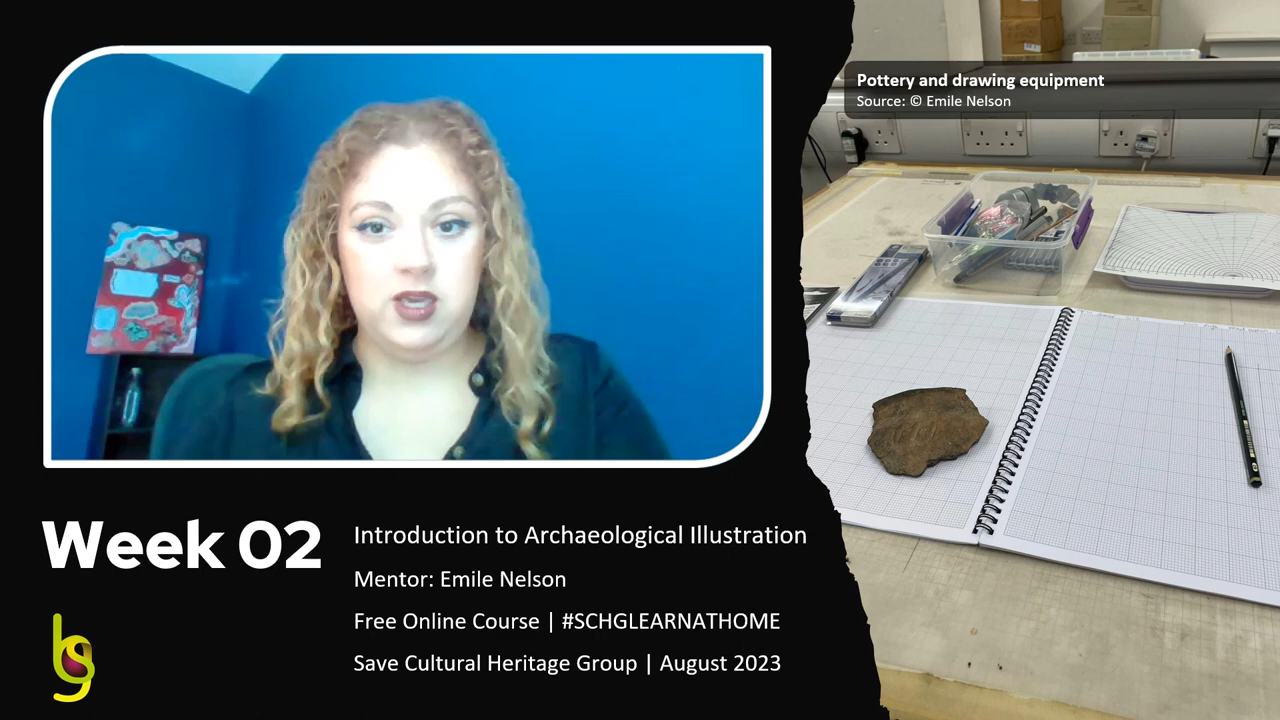 Pottery and drawing equipment
Source: © Emile Nelson
Week 02
Introduction to Archaeological Illustration
Mentor: Emile Nelson
Free Online Course | #SCHGLEARNATHOME
Save Cultural Heritage Group | August 2023